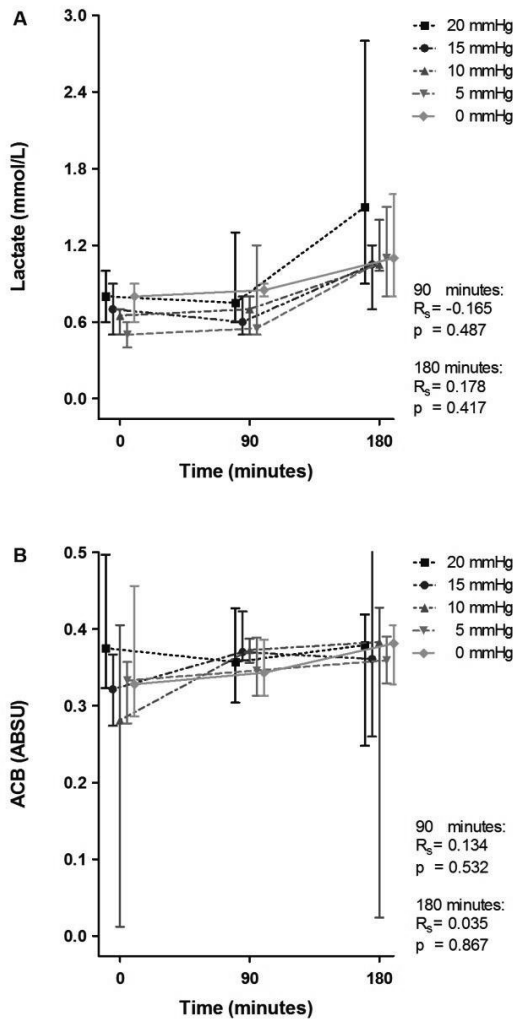 A
3.0
2.4
1.8
1.2
0.6
0.0
Lactate (mmol/L)
0
90
180
Time (minutes)
20 mmHg
15 mmHg
10 mmHg
5 mmHg
0 mmHg
90 minutes:
Rs= -0.165
p = 0.487
180 minutes:
Rs= 0.178
p = 0.417
B
0.5
0.4
0.3
0.2
0.1
0.0
ACB (ABSU)
0
90
180
Time (minutes)
20 mmHg
15 mmHg
10 mmHg
5 mmHg
0 mmHg
90 minutes:
Rs= 0.134
p = 0.532
180 minutes:
Rs= 0.035
p = 0.867